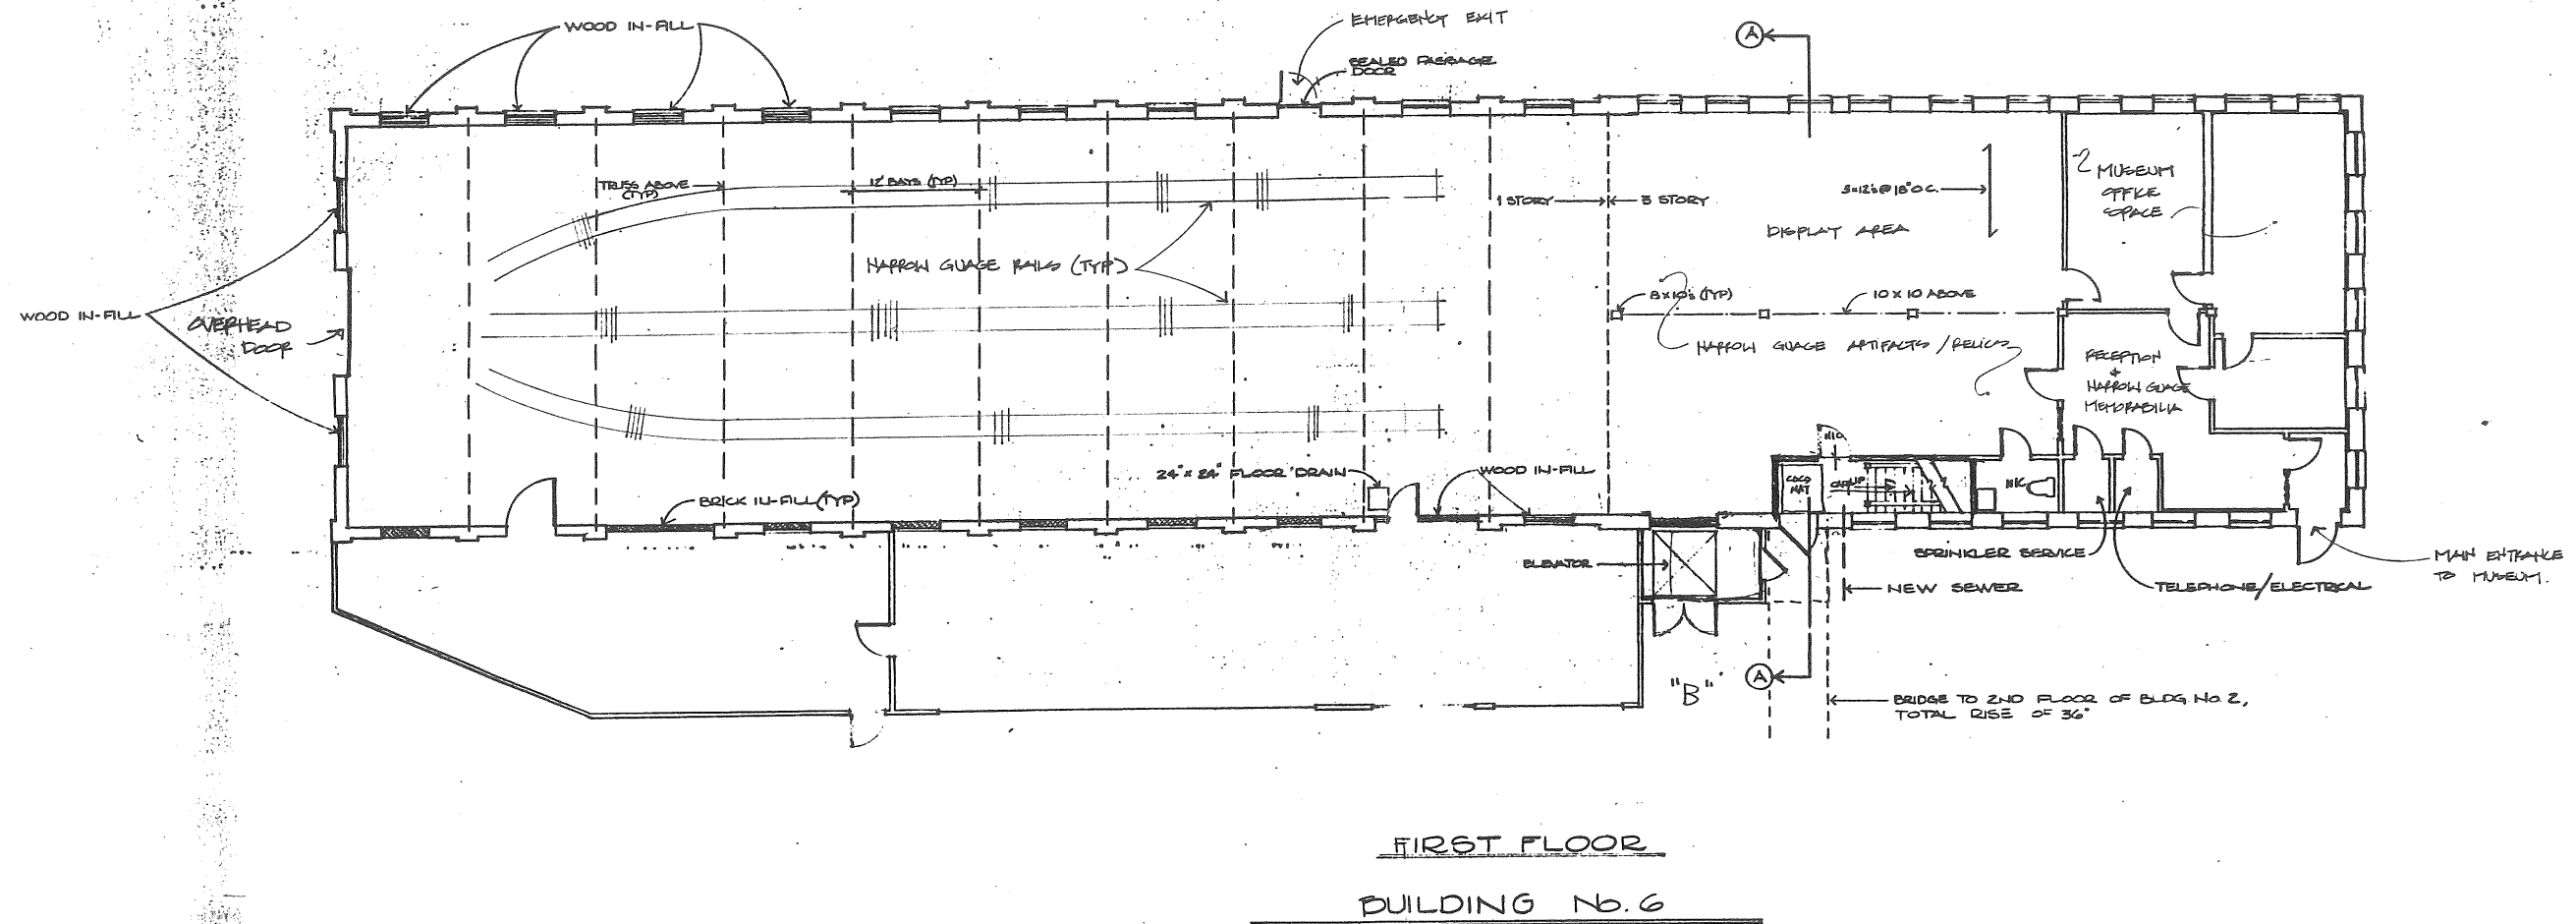 WOOD IN-FILL
EMERGENCY EXIT
SEALED PASSAGE
DOOR
A
TRUSS ABOVE
(TYP)
12' BAYS (TYP)
1 STORY
3 STORY
3-12's @ 18" O.C.
DISPLAY AREA
2 MUSEUM
OFFICE
SPACE
NARROW GUAGE RAILS (TYP)
8x10's (TYP)
10 X 10 ABOVE
WOOD IN-FILL
OVERHEAD
DOOR
NARROW GUAGE ARTIFACTS/RELICS
RECEPTION
+
NARROW GUAGE
MEMORABILIA
24" x 24" FLOOR DRAIN
WOOD IN-FILL
BRICK IN-FILL (TYP)
COCO
MAT
UP
W.C.
ELEVATOR
SPRINKLER SERVICE
MAIN ENTRANCE
TO MUSEUM.
NEW SEWER
TELEPHONE/ELECTRICAL
"B"
A
BRIDGE TO 2ND FLOOR OF BLDG. No. 2,
TOTAL RISE OF 36"
FIRST FLOOR
BUILDING No. 6